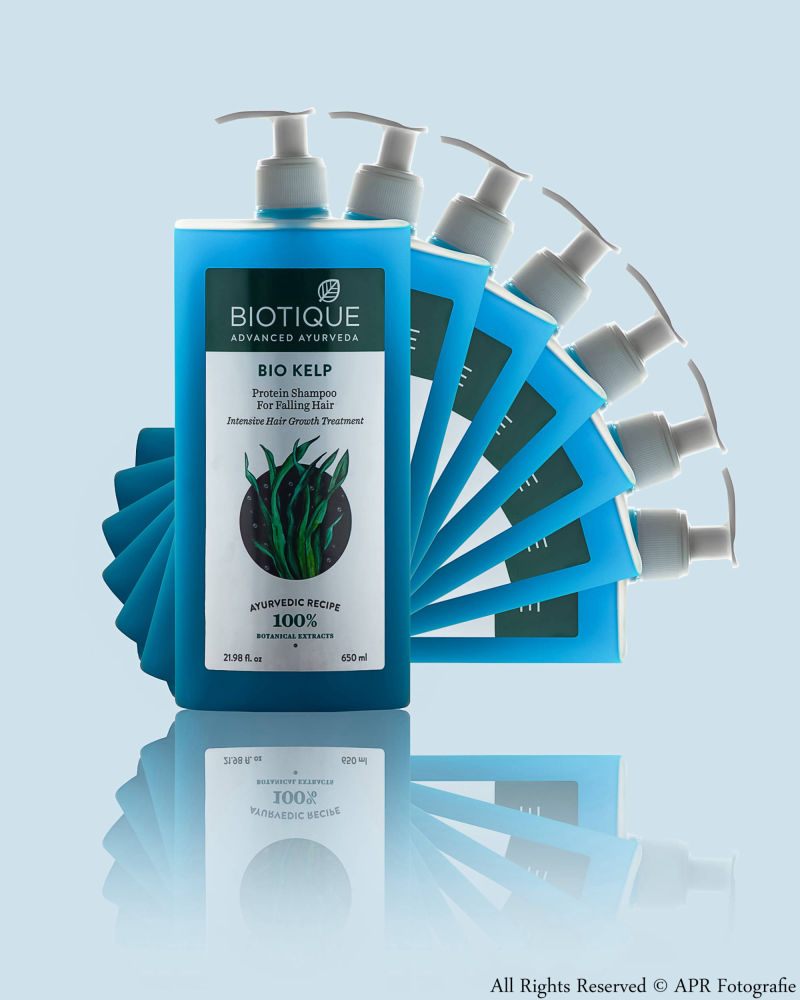 BIOTIQUE
ADVANCED AYURVEDA
BIO KELP
Protein Shampoo
For Falling Hair
Intensive Hair Growth Treatment
AYURVEDIC RECIPE
100%
BOTANICAL EXTRACTS
21.98 fl. oz 650 ml
All Rights Reserved © APR Fotografie